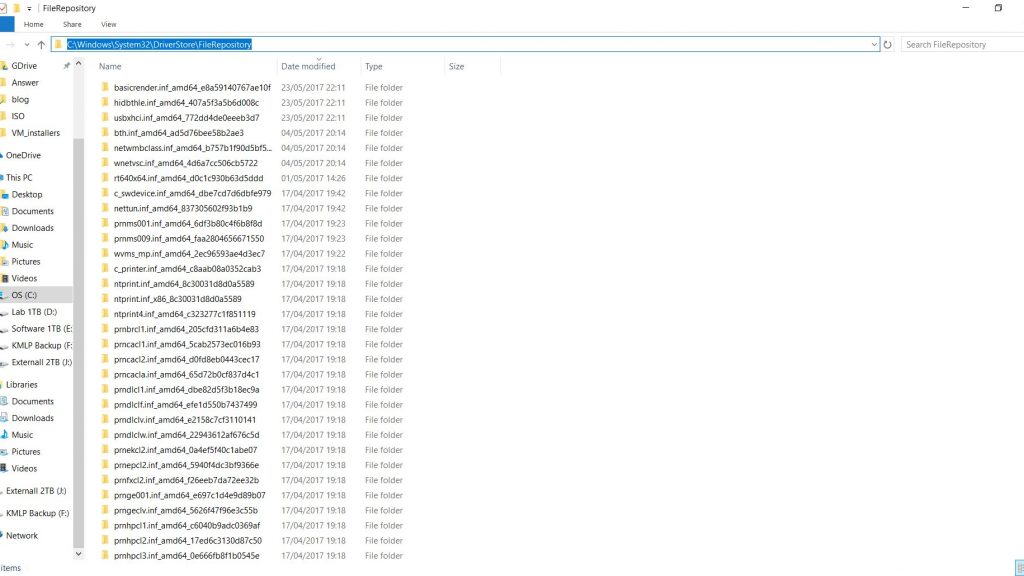 FileRepository
Home Share View
C:\Windows\System32\DriverStore\FileRepository
Search FileRepository
GDrive
Answer
blog
ISO
VM_installers
OneDrive
This PC
Desktop
Documents
Downloads
Music
Pictures
Videos
OS (C:)
Lab 1TB (D:)
Software 1TB (E:
KMLP Backup (F:
Externall 2TB (J:)
Libraries
Documents
Downloads
Music
Pictures
Videos
Externall 2TB (J:)
KMLP Backup (F:)
Network
items
Name Date modified Type Size
basicrender.inf_amd64_e8a59140767ae10f 23/05/2017 22:11 File folder
hidbthle.inf_amd64_407a5f3a5b6d008c 23/05/2017 22:11 File folder
usbxhci.inf_amd64_772dd4de0eeeb3d7 23/05/2017 22:11 File folder
bth.inf_amd64_ad5d76bee58b2ae3 04/05/2017 20:14 File folder
netwmbclass.inf_amd64_b757b1f90d5bf5... 04/05/2017 20:14 File folder
wnetvsc.inf_amd64_4d6a7cc506cb5722 04/05/2017 20:14 File folder
rt640x64.inf_amd64_d0c1c930b63d5ddd 01/05/2017 14:26 File folder
c_swdevice.inf_amd64_dbe7cd7d6dbfe979 17/04/2017 19:42 File folder
nettun.inf_amd64_837305602f93b1b9 17/04/2017 19:42 File folder
prnms001.inf_amd64_6df3b80c4f6b8f8d 17/04/2017 19:23 File folder
prnms009.inf_amd64_faa2804656671550 17/04/2017 19:23 File folder
wvms_mp.inf_amd64_2ec96593ae4d3ec7 17/04/2017 19:22 File folder
c_printer.inf_amd64_c8aab08a0352cab3 17/04/2017 19:18 File folder
ntprint.inf_amd64_8c30031d8d0a5589 17/04/2017 19:18 File folder
ntprint.inf_x86_8c30031d8d0a5589 17/04/2017 19:18 File folder
ntprint4.inf_amd64_c323277c1f851119 17/04/2017 19:18 File folder
prnbrcl1.inf_amd64_205cfd311a6b4e83 17/04/2017 19:18 File folder
prncacl1.inf_amd64_5cab2573ec016b93 17/04/2017 19:18 File folder
prncacl2.inf_amd64_d0fd8eb0443cec17 17/04/2017 19:18 File folder
prncacla.inf_amd64_65d72b0cf837d4c1 17/04/2017 19:18 File folder
prndlcl1.inf_amd64_dbe82d5f3b18ec9a 17/04/2017 19:18 File folder
prndlclf.inf_amd64_efe1d550b7437499 17/04/2017 19:18 File folder
prndlclv.inf_amd64_e2158c7cf3110141 17/04/2017 19:18 File folder
prndlclw.inf_amd64_22943612af676c5d 17/04/2017 19:18 File folder
prnekcl2.inf_amd64_0a4ef5f40c1abe07 17/04/2017 19:18 File folder
prnepcl2.inf_amd64_5940f4dc3bf9366e 17/04/2017 19:18 File folder
prnfxcl2.inf_amd64_f26eeb7da72ee32b 17/04/2017 19:18 File folder
prnge001.inf_amd64_e697c1d4e9d89b07 17/04/2017 19:18 File folder
prngeclv.inf_amd64_5626f47f96e3c55b 17/04/2017 19:18 File folder
prnhpcl1.inf_amd64_c6040b9adc0369af 17/04/2017 19:18 File folder
prnhpcl2.inf_amd64_17ed6c3130d87c50 17/04/2017 19:18 File folder
prnhpcl3.inf_amd64_0e666fb8f1b0545e 17/04/2017 19:18 File folder